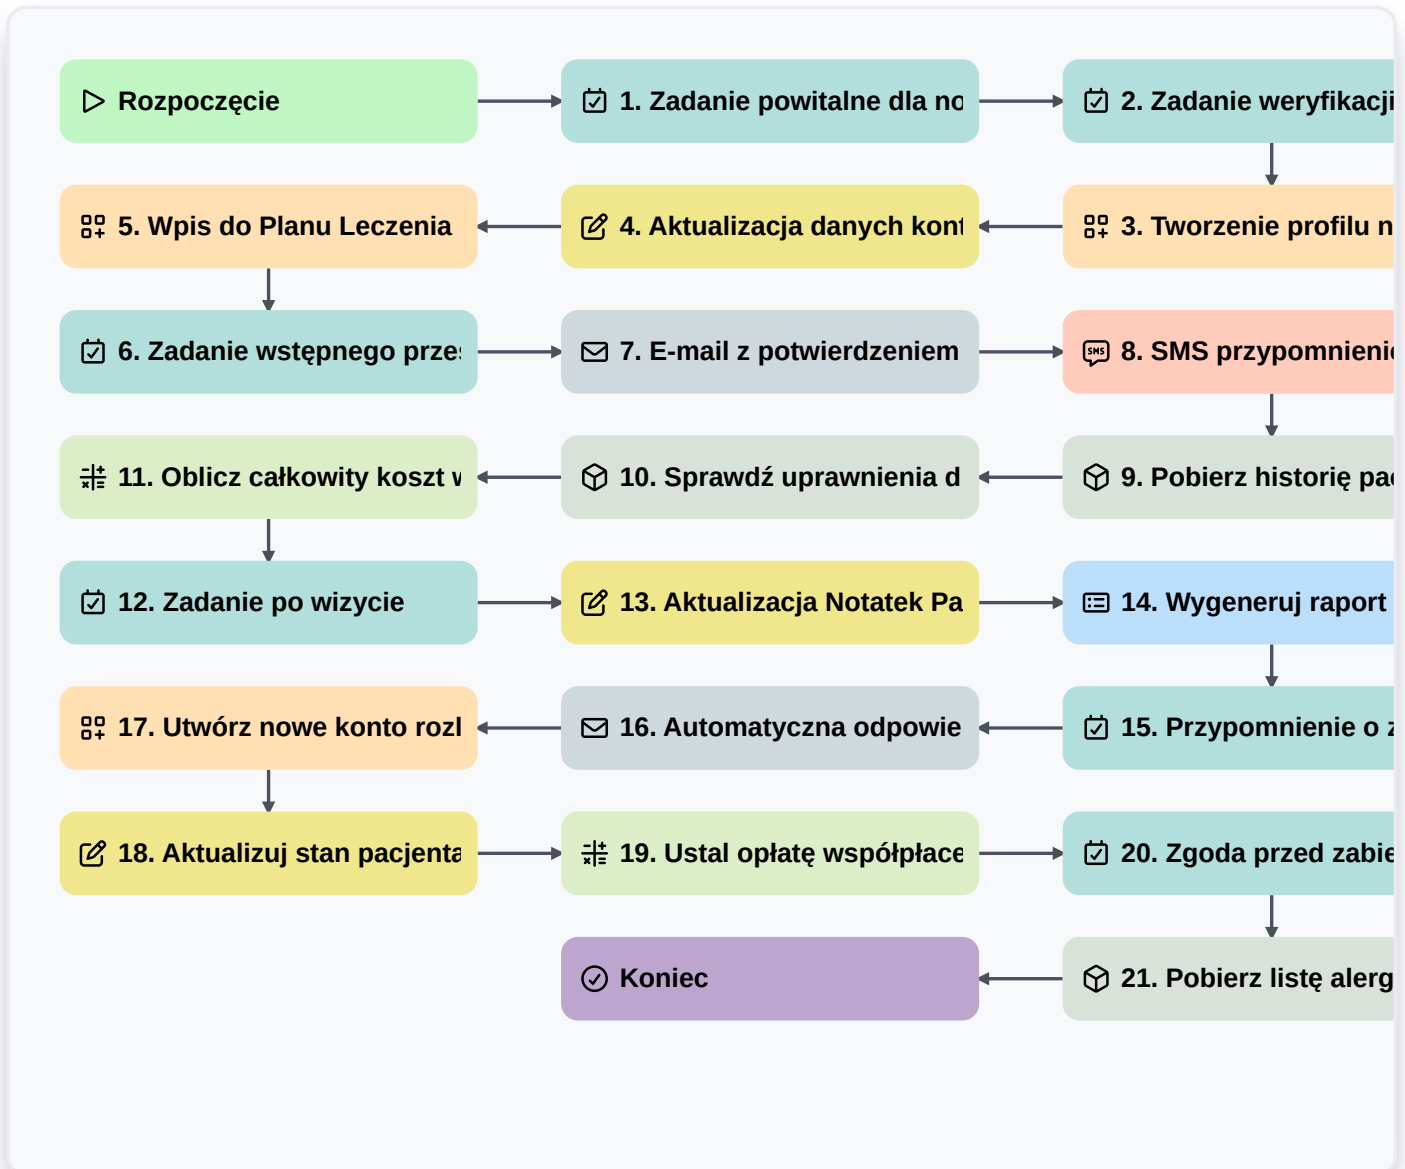 Rozpoczęcie
1. Zadanie powitalne dla no
2. Zadanie weryfikacji
3. Tworzenie profilu n
4. Aktualizacja danych kont
5. Wpis do Planu Leczenia
6. Zadanie wstępnego przes
7. E-mail z potwierdzeniem
8. SMS przypomnienie
9. Pobierz historię pac
10. Sprawdź uprawnienia d
11. Oblicz całkowity koszt w
12. Zadanie po wizycie
13. Aktualizacja Notatek Pa
14. Wygeneruj raport
15. Przypomnienie o z
16. Automatyczna odpowie
17. Utwórz nowe konto rozl
18. Aktualizuj stan pacjenta
19. Ustal opłatę współpłace
20. Zgoda przed zabie
21. Pobierz listę alerg
Koniec